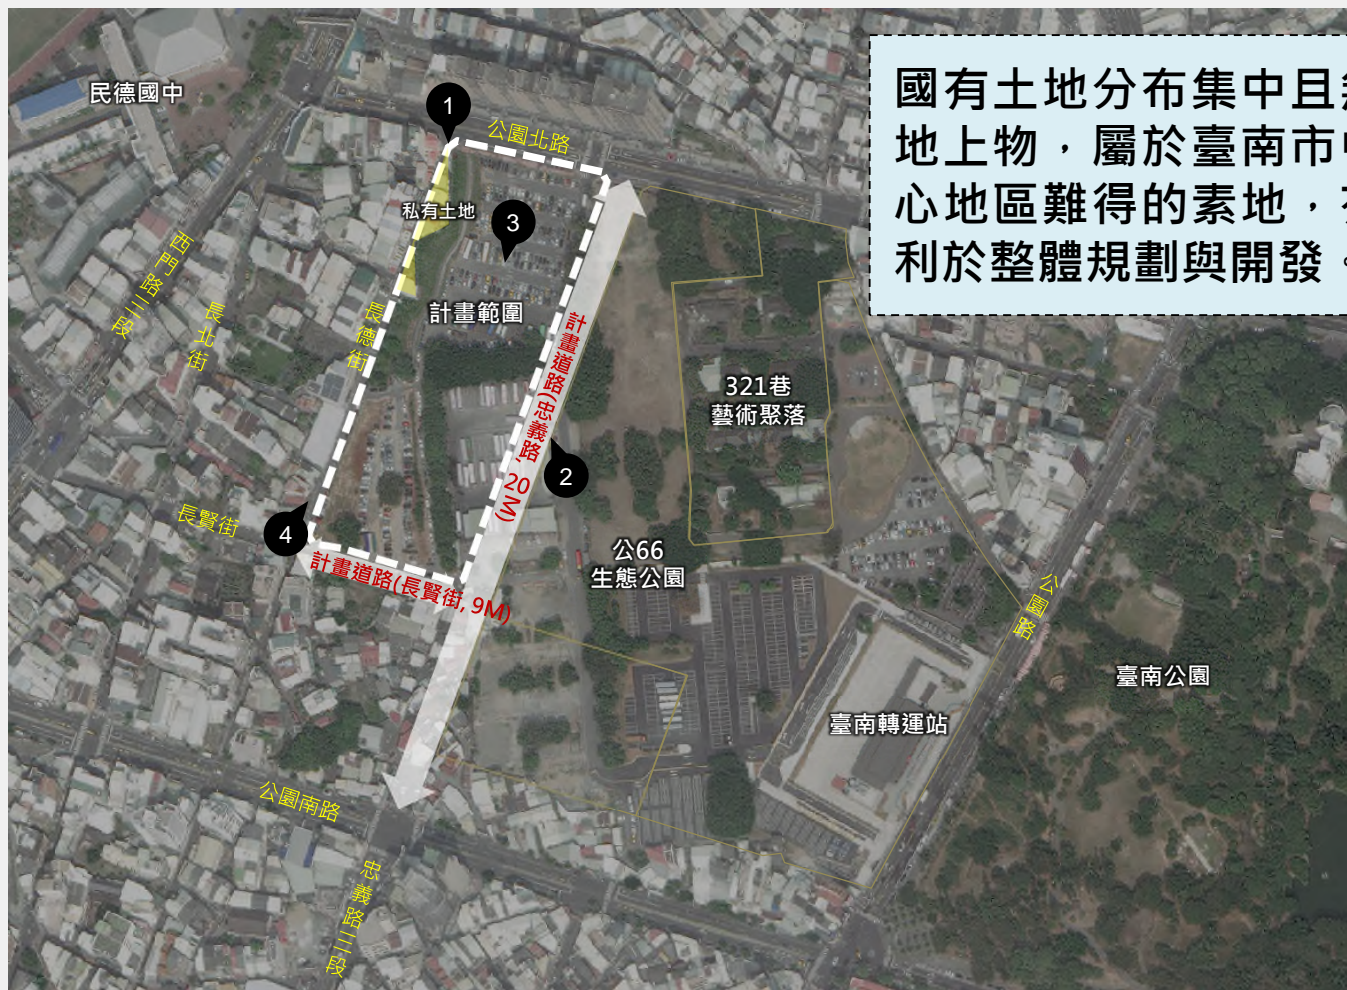 國有土地分布集中且
地上物，屬於臺南市
心地區難得的素地，
利於整體規劃與開發。
民德國中
1
公園北路
私有土地
3
西門路三段
長北街
長德街
計畫範圍
計畫道路(忠義路, 20M)
321巷
藝術聚落
2
長賢街
4
計畫道路(長賢街, 9M)
公66
生態公園
公園路
臺南公園
臺南轉運站
公園南路
忠義路三段